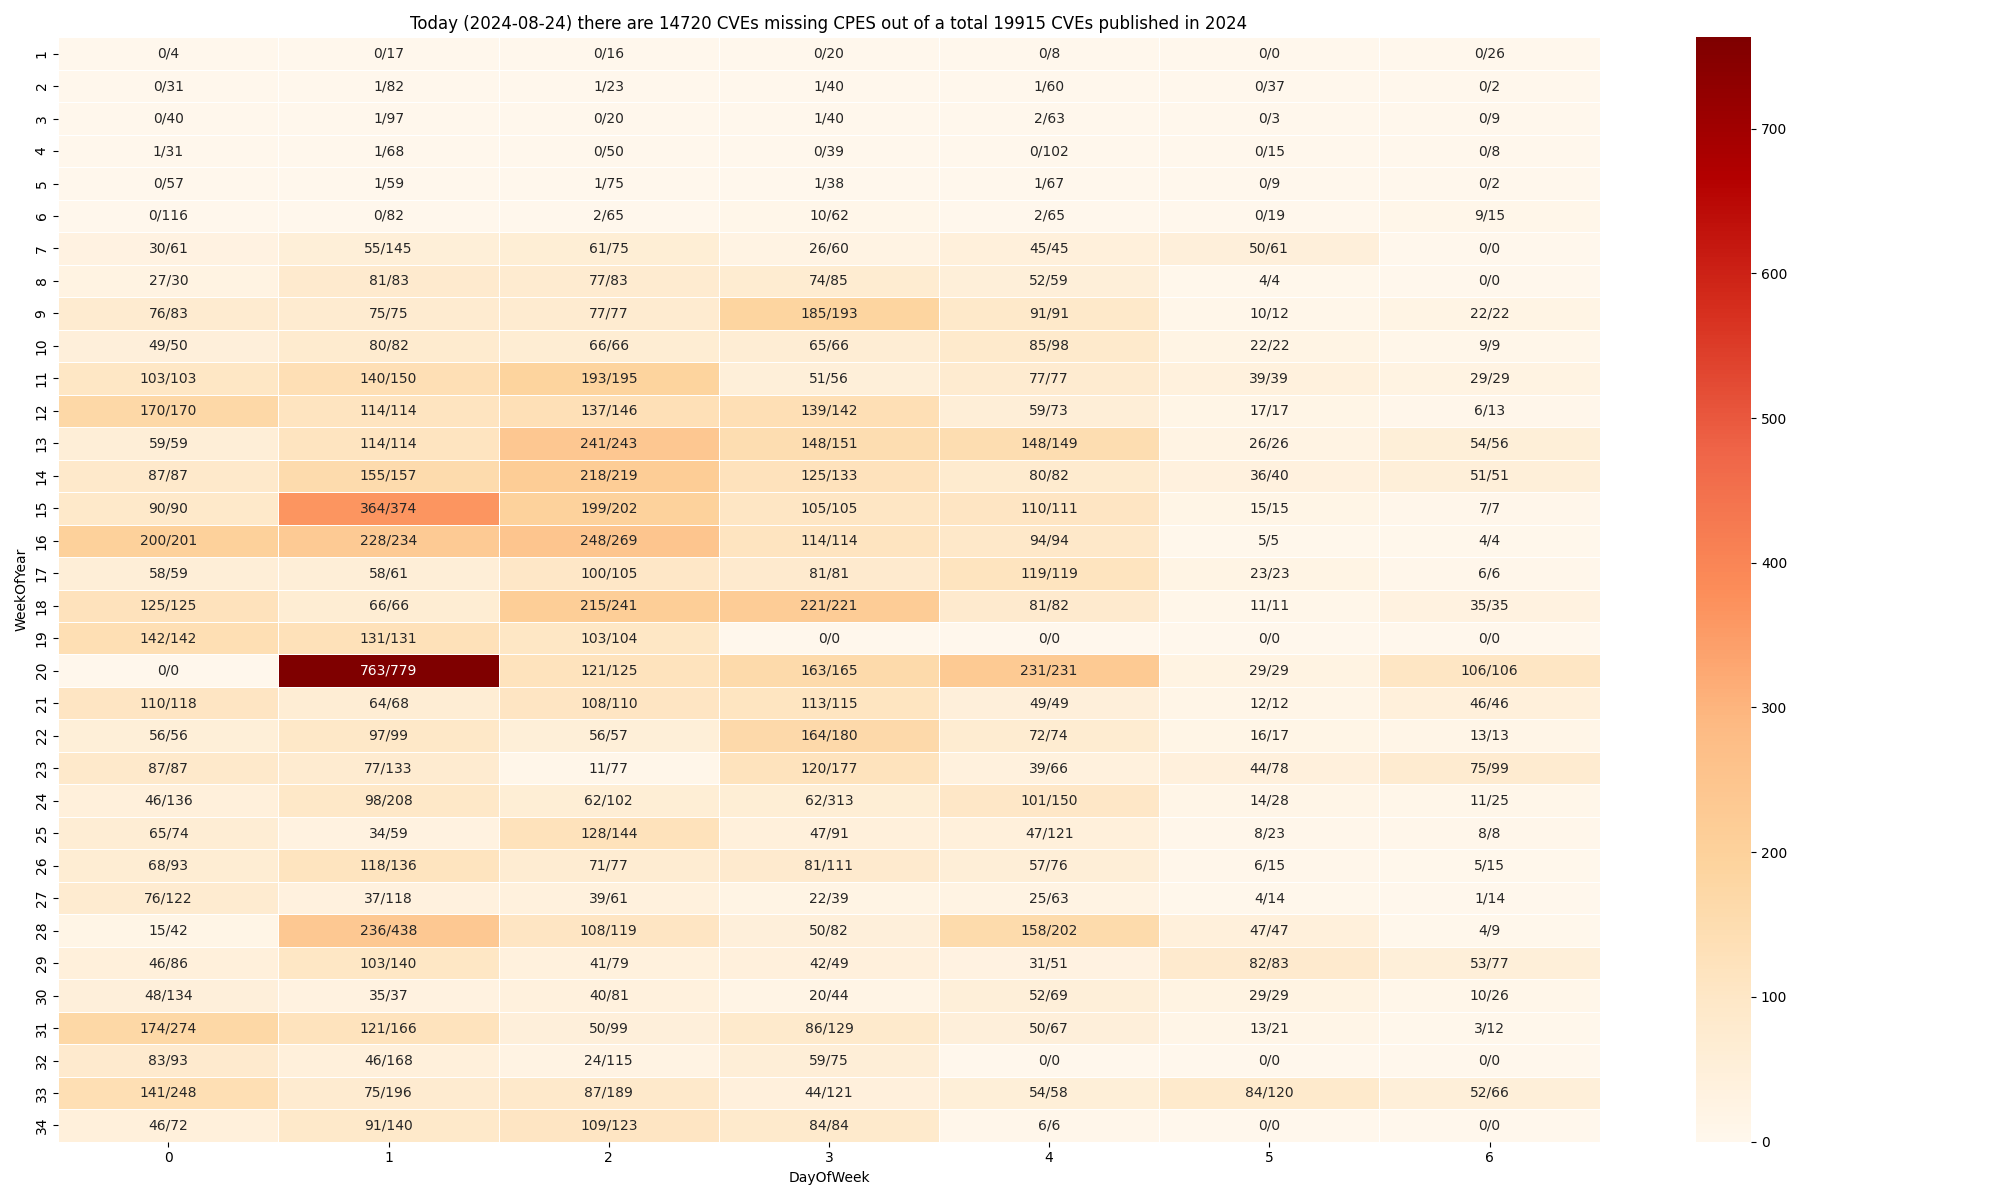 Today (2024-08-24) there are 14720 CVEs missing CPES out of a total 19915 CVEs published in 2024
1 0/4 0/17 0/16 0/20 0/8 0/0 0/26
2 0/31 1/82 1/23 1/40 1/60 0/37 0/2
3 0/40 1/97 0/20 1/40 2/63 0/3 0/9
4 1/31 1/68 0/50 0/39 0/102 0/15 0/8
5 0/57 1/59 1/75 1/38 1/67 0/9 0/2
6 0/116 0/82 2/65 10/62 2/65 0/19 9/15
7 30/61 55/145 61/75 26/60 45/45 50/61 0/0
8 27/30 81/83 77/83 74/85 52/59 4/4 0/0
9 76/83 75/75 77/77 185/193 91/91 10/12 22/22
10 49/50 80/82 66/66 65/66 85/98 22/22 9/9
11 103/103 140/150 193/195 51/56 77/77 39/39 29/29
12 170/170 114/114 137/146 139/142 59/73 17/17 6/13
13 59/59 114/114 241/243 148/151 148/149 26/26 54/56
14 87/87 155/157 218/219 125/133 80/82 36/40 51/51
15 90/90 364/374 199/202 105/105 110/111 15/15 7/7
16 200/201 228/234 248/269 114/114 94/94 5/5 4/4
17 58/59 58/61 100/105 81/81 119/119 23/23 6/6
18 125/125 66/66 215/241 221/221 81/82 11/11 35/35
19 142/142 131/131 103/104 0/0 0/0 0/0 0/0
20 0/0 763/779 121/125 163/165 231/231 29/29 106/106
21 110/118 64/68 108/110 113/115 49/49 12/12 46/46
22 56/56 97/99 56/57 164/180 72/74 16/17 13/13
23 87/87 77/133 11/77 120/177 39/66 44/78 75/99
24 46/136 98/208 62/102 62/313 101/150 14/28 11/25
25 65/74 34/59 128/144 47/91 47/121 8/23 8/8
26 68/93 118/136 71/77 81/111 57/76 6/15 5/15
27 76/122 37/118 39/61 22/39 25/63 4/14 1/14
28 15/42 236/438 108/119 50/82 158/202 47/47 4/9
29 46/86 103/140 41/79 42/49 31/51 82/83 53/77
30 48/134 35/37 40/81 20/44 52/69 29/29 10/26
31 174/274 121/166 50/99 86/129 50/67 13/21 3/12
32 83/93 46/168 24/115 59/75 0/0 0/0 0/0
33 141/248 75/196 87/189 44/121 54/58 84/120 52/66
34 46/72 91/140 109/123 84/84 6/6 0/0 0/0
0 1 2 3 4 5 6
DayOfWeek
WeekOfYear
700
600
500
400
300
200
100
0